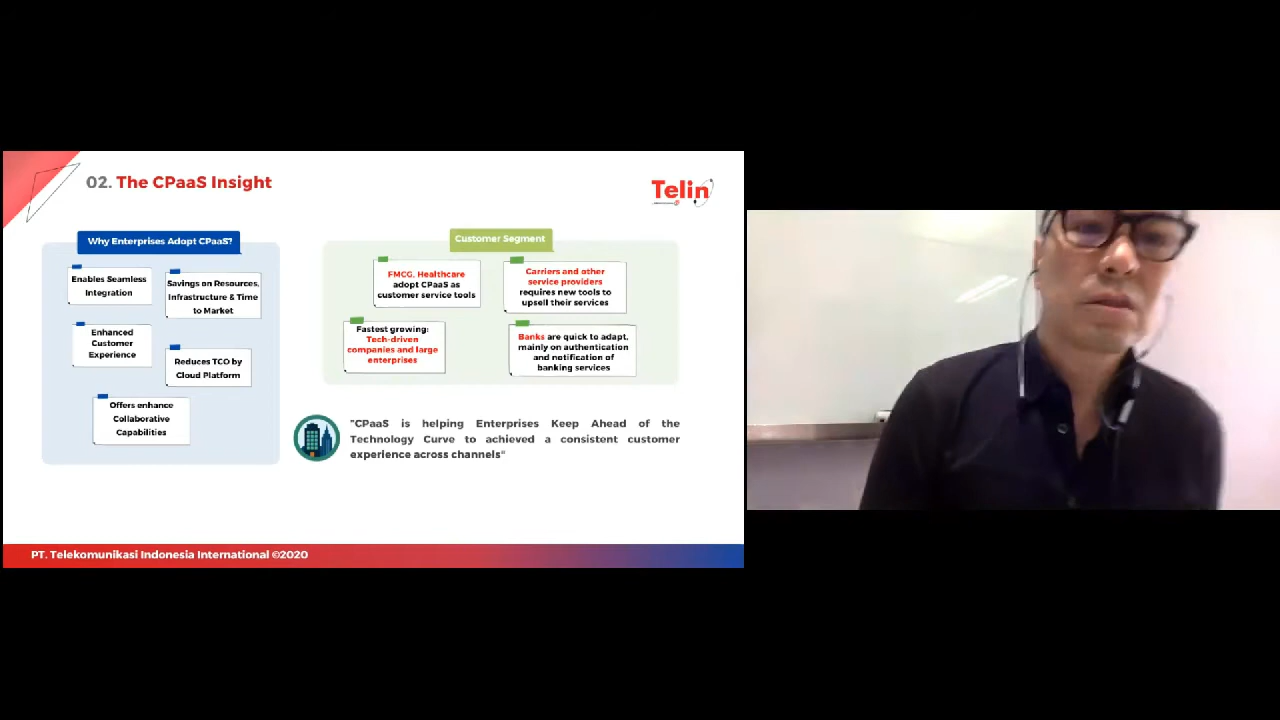 02. The CPaaS Insight
Telin
Why Enterprises Adopt CPaaS?
Enables Seamless
Integration
Savings on Resources,
Infrastructure & Time
to Market
Enhanced
Customer
Experience
Reduces TCO by
Cloud Platform
Offers enhance
Collaborative
Capabilities
Customer Segment
FMCG, Healthcare
adopt CPaaS as
customer service tools
Carriers and other
service providers
requires new tools to
upsell their services
Fastest growing:
Tech-driven
companies and large
enterprises
Banks are quick to adapt,
mainly on authentication
and notification of
banking services
"CPaaS is helping Enterprises Keep Ahead of the
Technology Curve to achieved a consistent customer
experience across channels"
PT. Telekomunikasi Indonesia International ©2020